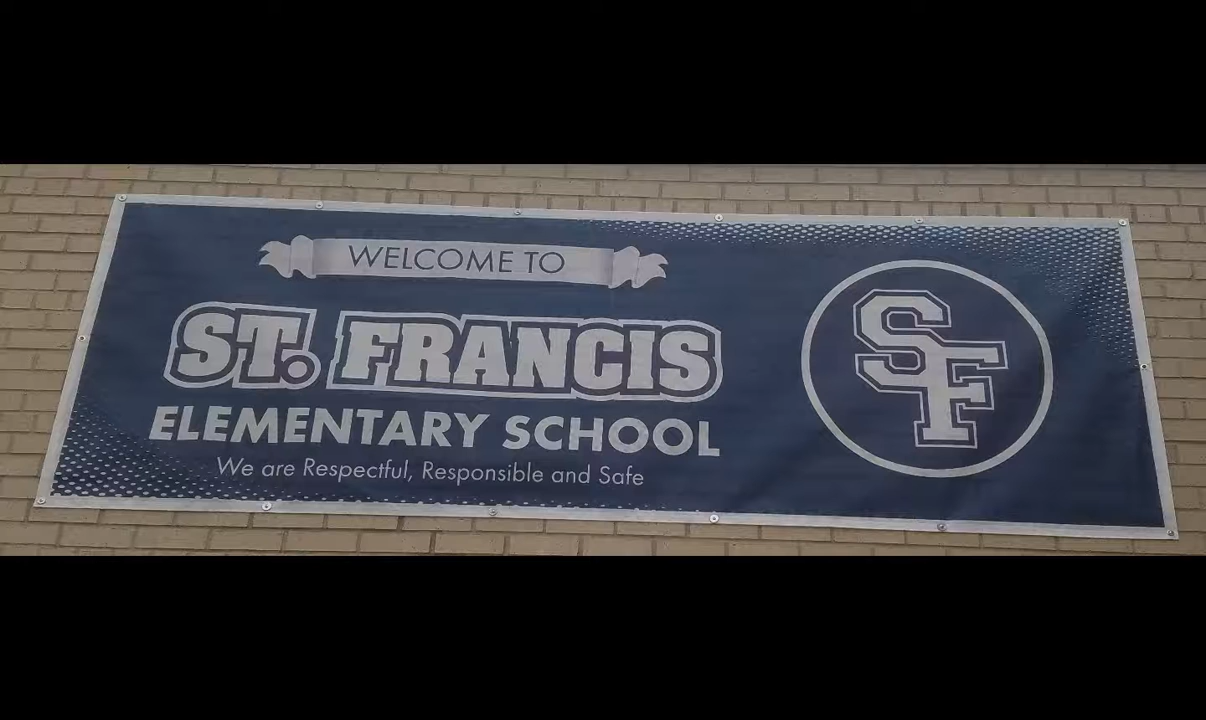 WELCOME TO
ST. FRANCIS
ELEMENTARY SCHOOL
We are Respectful, Responsible and Safe
SF